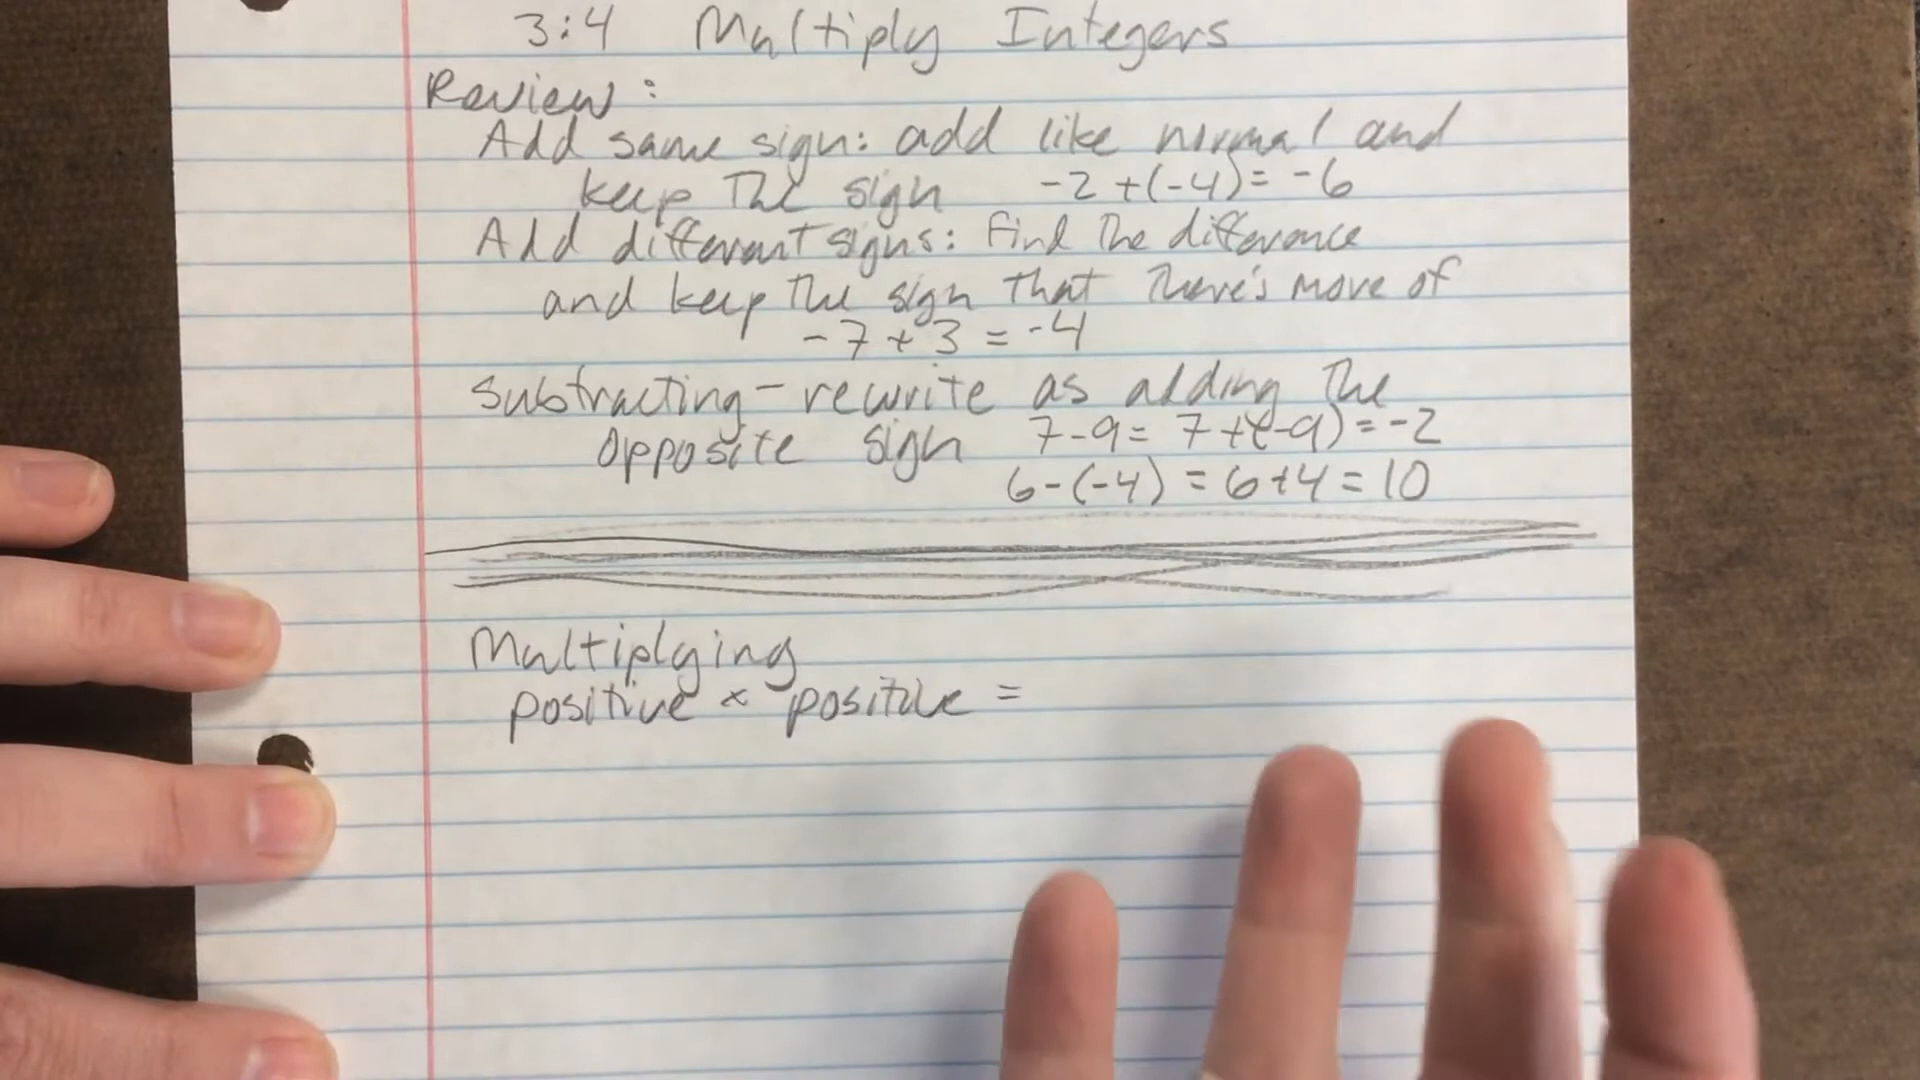 3:4 Multiply Integers
Review:
Add same sign: add like normal and
keep the sign -2 +(-4)= -6
Add different signs: find the difference
and keep the sign that there's more of
-7 + 3 = -4
Subtracting - rewrite as adding the
opposite sign 7-9= 7+(-9)=-2
6-(-4) = 6+4 = 10
Multiplying
positive x positive =